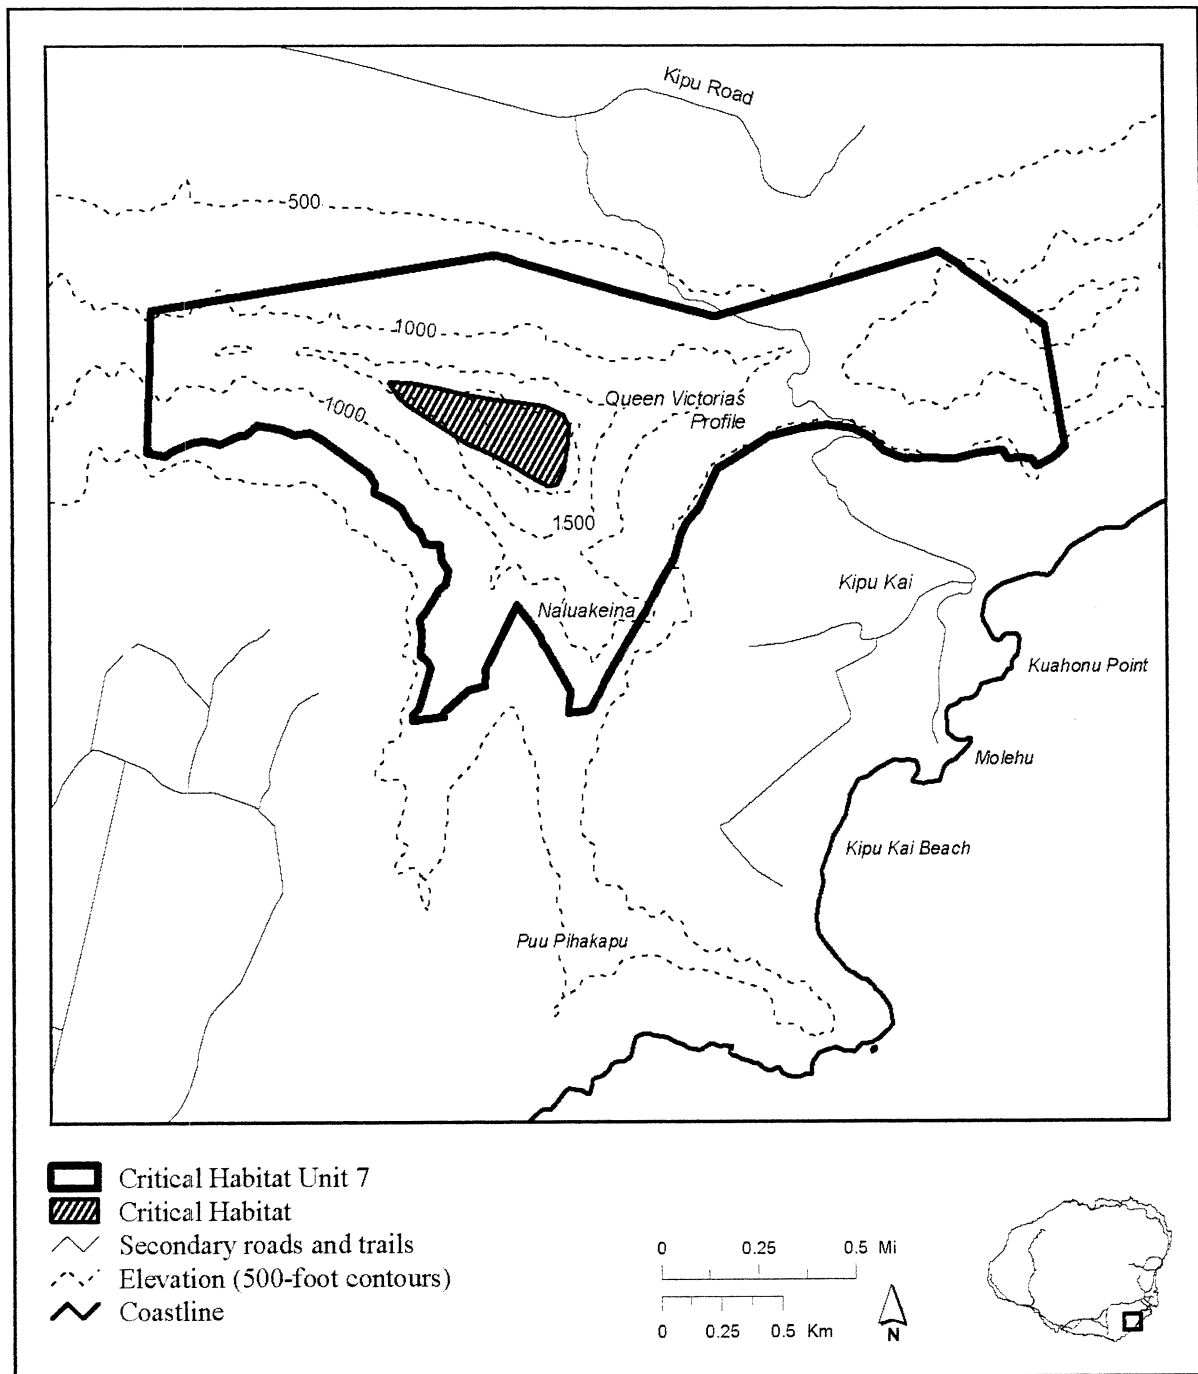 Kipu Road
500
1000
1000
Queen Victoria's
Profile
1500
Naluakeina
Kipu Kai
Kuahonu Point
Molehu
Kipu Kai Beach
Puu Pihakapu
Critical Habitat Unit 7
Critical Habitat
Secondary roads and trails
Elevation (500-foot contours)
Coastline
0 0.25 0.5 Mi
0 0.25 0.5 Km
N